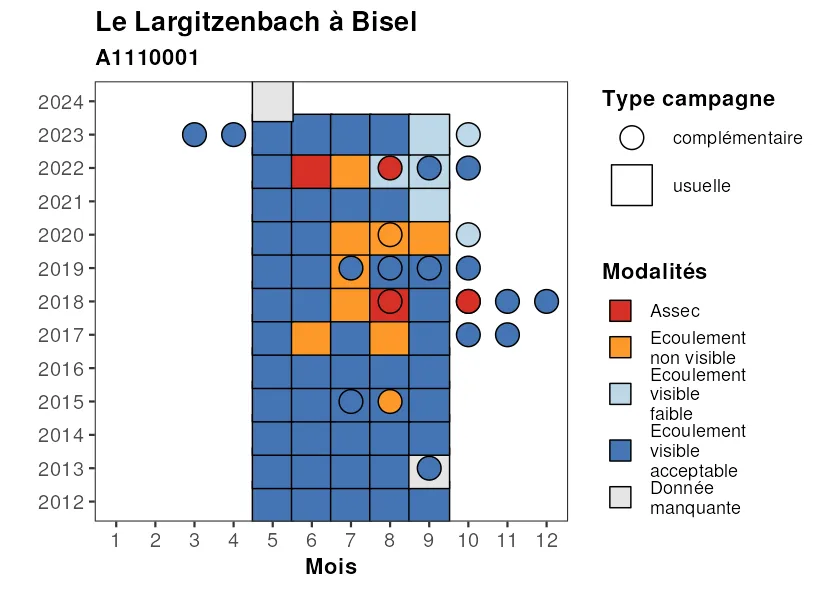 Le Largitzenbach à Bisel
A1110001
2024
2023
2022
2021
2020
2019
2018
2017
2016
2015
2014
2013
2012
1 2 3 4 5 6 7 8 9 10 11 12
Mois
Type campagne
complémentaire
usuelle
Modalités
Assec
Ecoulement
non visible
Ecoulement
visible
faible
Ecoulement
visible
acceptable
Donnée
manquante